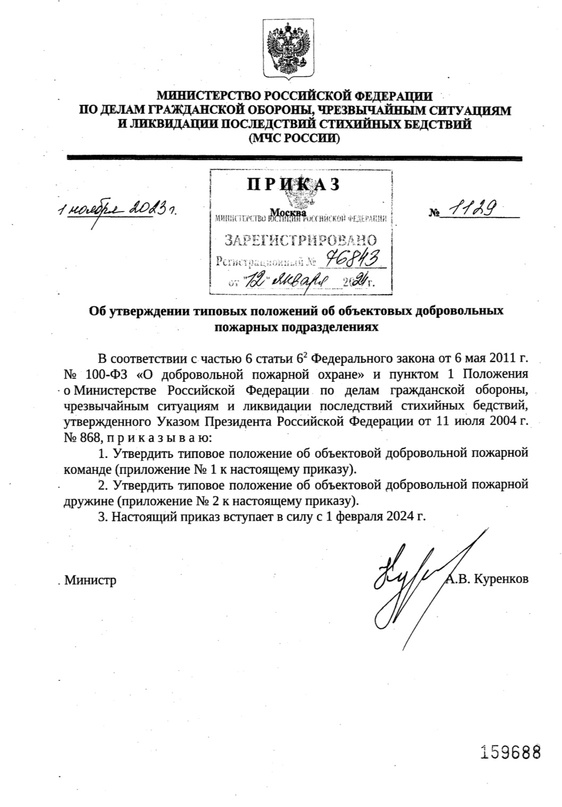 МИНИСТЕРСТВО РОССИЙСКОЙ ФЕДЕРАЦИИ
ПО ДЕЛАМ ГРАЖДАНСКОЙ ОБОРОНЫ, ЧРЕЗВЫЧАЙНЫМ СИТУАЦИЯМ
И ЛИКВИДАЦИИ ПОСЛЕДСТВИЙ СТИХИЙНЫХ БЕДСТВИЙ
(МЧС РОССИИ)
ПРИКАЗ
1 ноября 2023 г.
Москва
№ 1129
МИНИСТЕРСТВО ЮСТИЦИИ РОССИЙСКОЙ ФЕДЕРАЦИИ
ЗАРЕГИСТРИРОВАНО
Регистрационный № 76843
от "12" января 2024 г.
Об утверждении типовых положений об объектовых добровольных
пожарных подразделениях
В соответствии с частью 6 статьи 6² Федерального закона от 6 мая 2011 г.
№ 100-ФЗ «О добровольной пожарной охране» и пунктом 1 Положения
о Министерстве Российской Федерации по делам гражданской обороны,
чрезвычайным ситуациям и ликвидации последствий стихийных бедствий,
утвержденного Указом Президента Российской Федерации от 11 июля 2004 г.
№ 868, п р и к а з ы в а ю:
1. Утвердить типовое положение об объектовой добровольной пожарной
команде (приложение № 1 к настоящему приказу).
2. Утвердить типовое положение об объектовой добровольной пожарной
дружине (приложение № 2 к настоящему приказу).
3. Настоящий приказ вступает в силу с 1 февраля 2024 г.
Министр
А.В. Куренков
159688